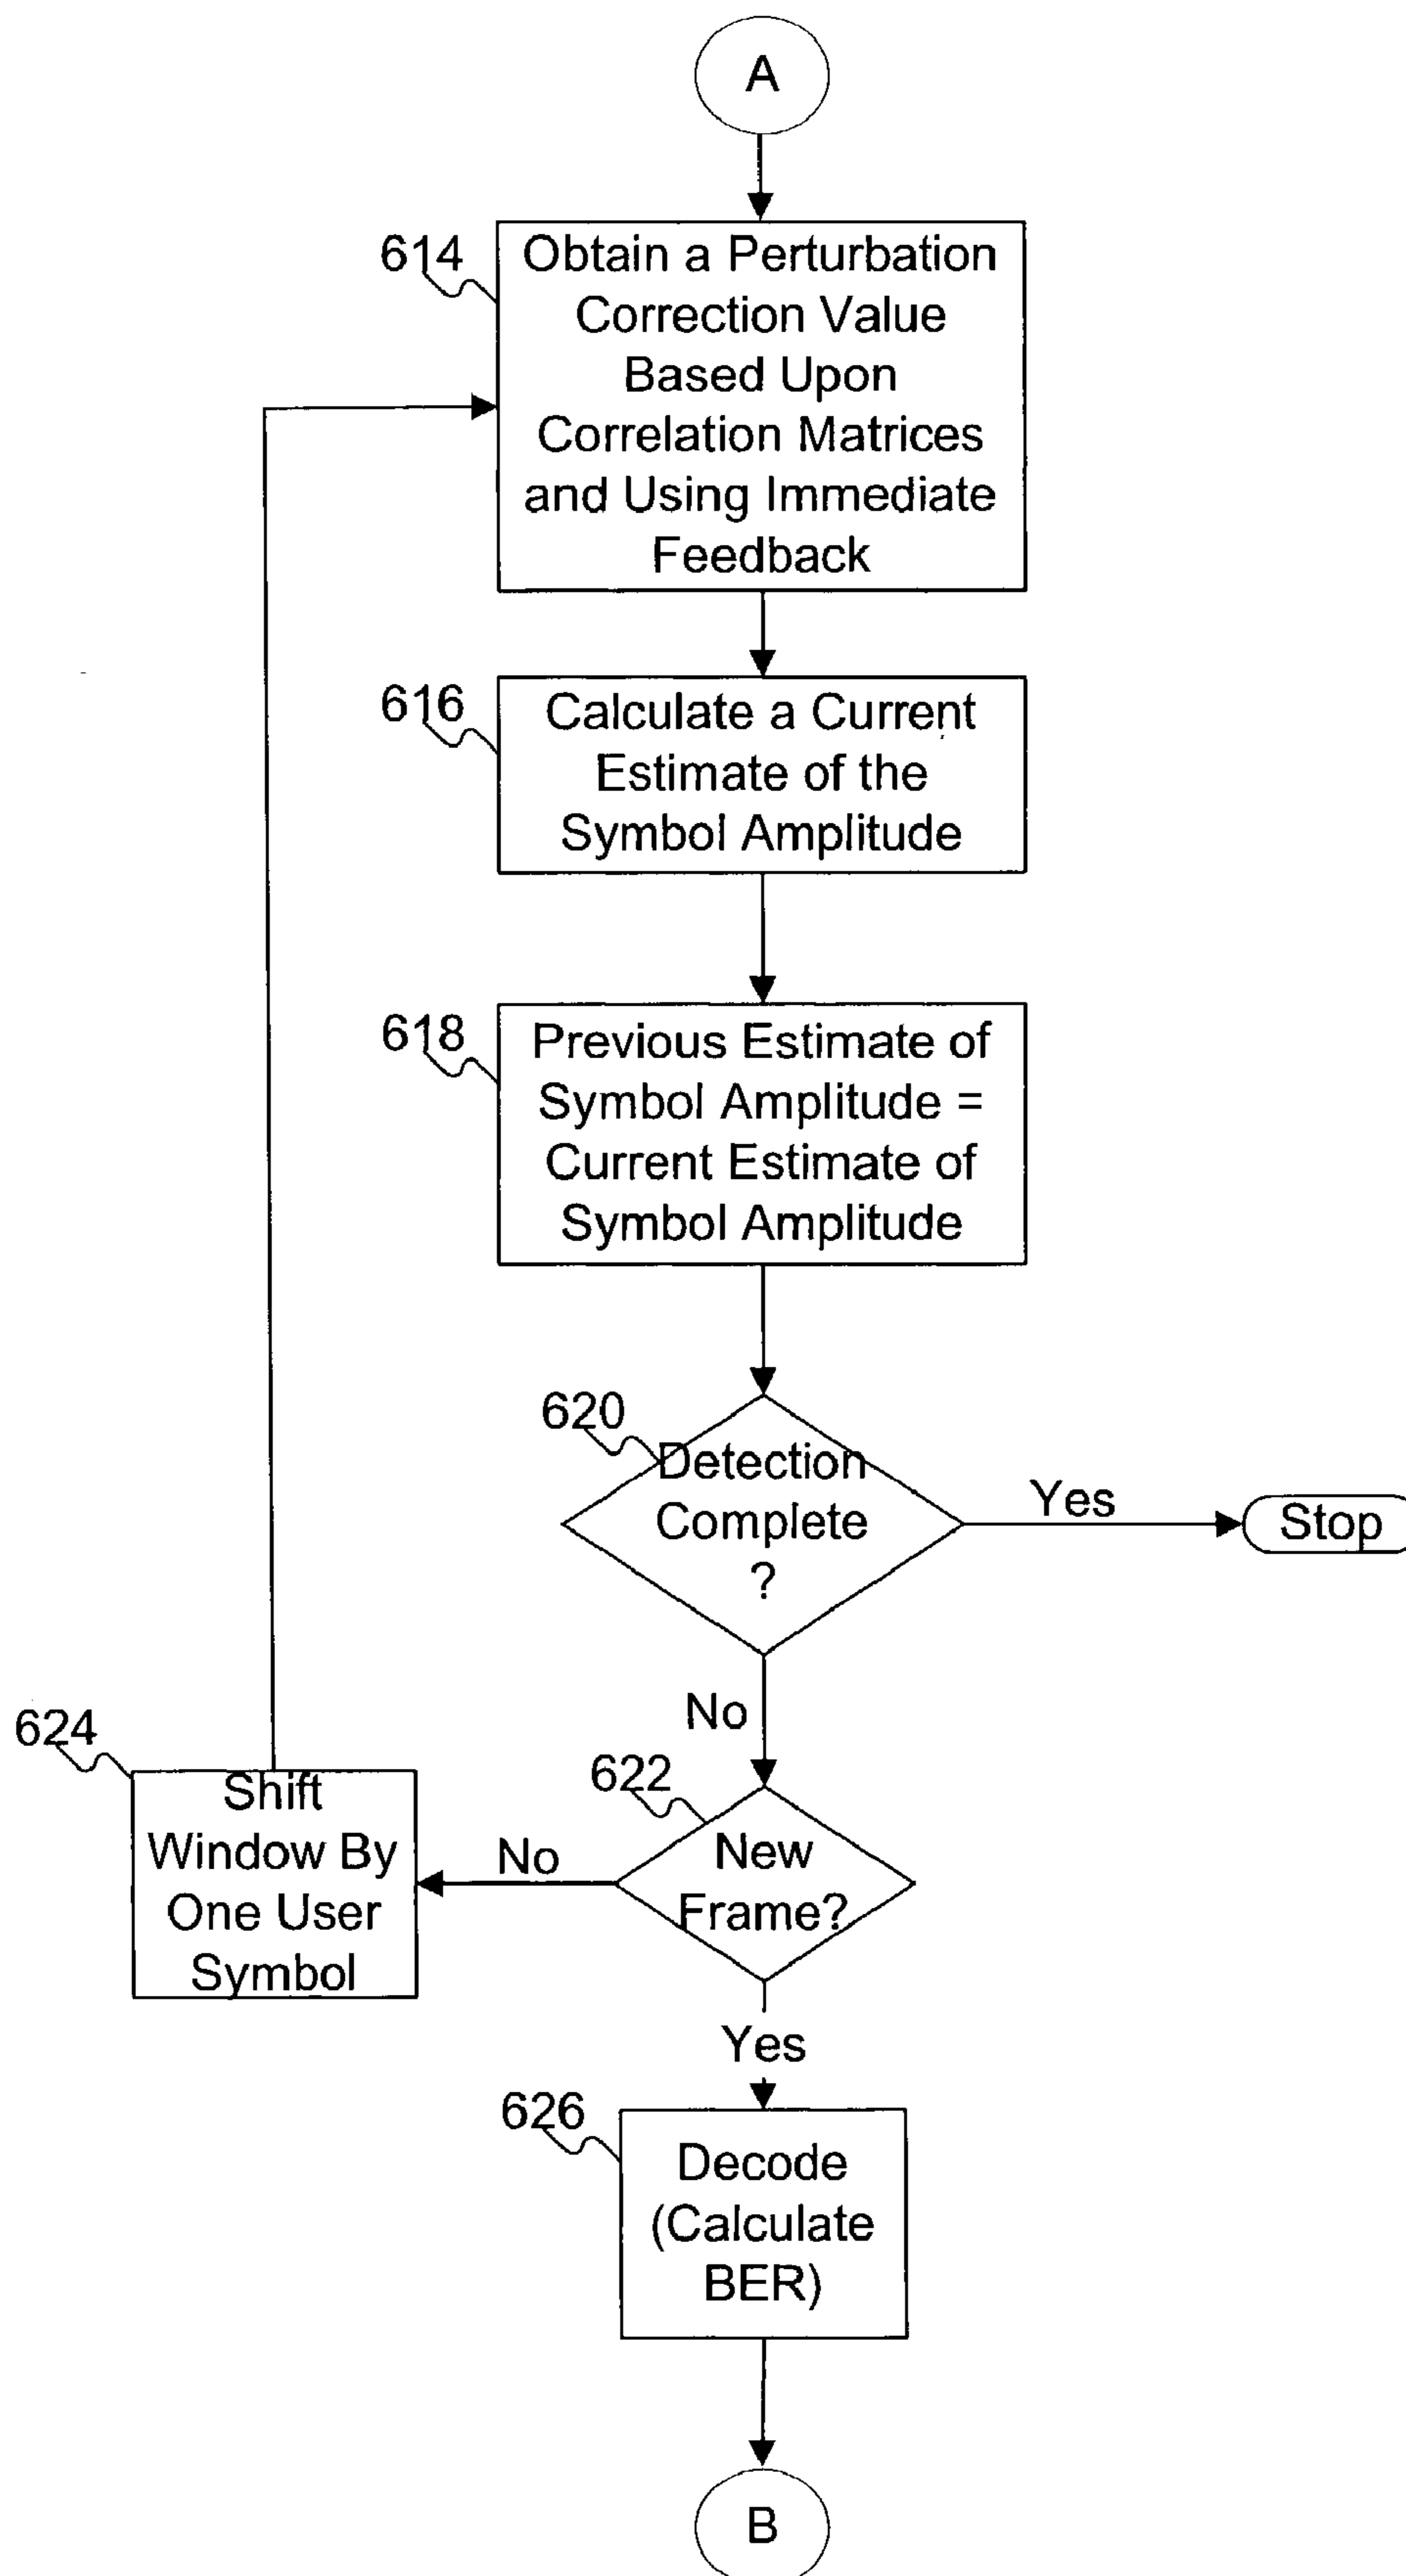 A
614
Obtain a Perturbation
Correction Value
Based Upon
Correlation Matrices
and Using Immediate
Feedback
616
Calculate a Current
Estimate of the
Symbol Amplitude
618
Previous Estimate of
Symbol Amplitude =
Current Estimate of
Symbol Amplitude
620
Detection
Complete
?
Yes
Stop
No
622
New
Frame?
No
624
Shift
Window By
One User
Symbol
Yes
626
Decode
(Calculate
BER)
B